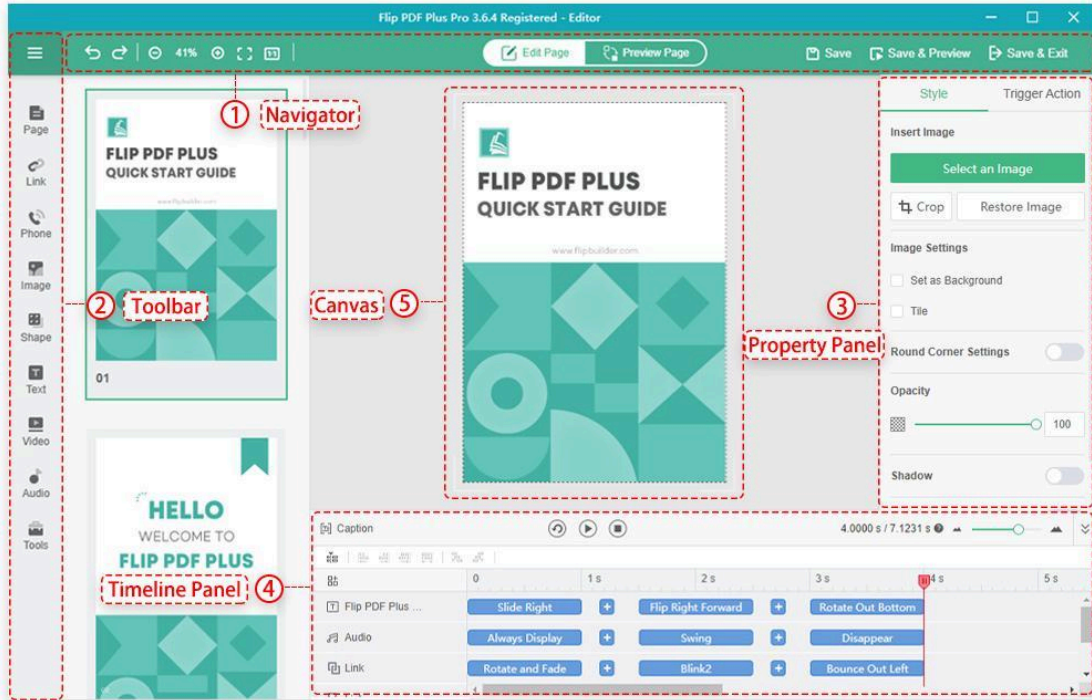 Flip PDF Plus Pro 3.6.4 Registered - Editor
41%
Edit Page
Preview Page
Save
Save & Preview
Save & Exit
1 Navigator
Page
Link
Phone
Image
Shape
Text
Video
Audio
Tools
2 Toolbar
FLIP PDF PLUS
QUICK START GUIDE
www.flipbuilder.com
01
HELLO
WELCOME TO
FLIP PDF PLUS
Canvas 5
FLIP PDF PLUS
QUICK START GUIDE
www.flipbuilder.com
3
Property Panel
Style
Trigger Action
Insert Image
Select an Image
Crop
Restore Image
Image Settings
Set as Background
Tile
Round Corner Settings
Opacity
100
Shadow
Timeline Panel 4
Caption
4.0000 s / 7.1231 s
0 1 s 2 s 3 s 4 s 5 s
T Flip PDF Plus ...
Slide Right + Flip Right Forward + Rotate Out Bottom
Audio
Always Display + Swing + Disappear
Link
Rotate and Fade + Blink2 + Bounce Out Left